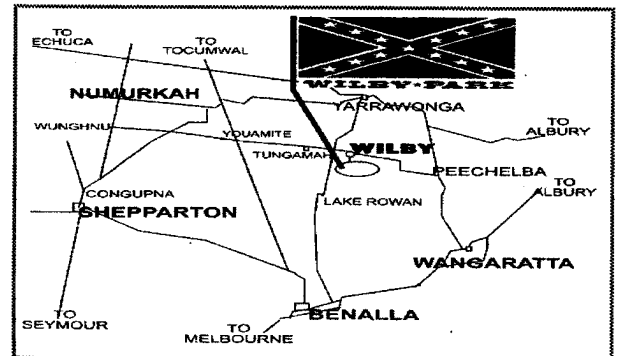 TO
ECHUCA
TO
TOCUMWAL
WILBY★PARK
NUMURKAH
YARRAWONGA
WUNGHNU
YOUAMITE
TO
ALBURY
TUNGAMAH
WILBY
PEECHELBA
TO
ALBURY
CONGUPNA
LAKE ROWAN
SHEPPARTON
WANGARATTA
BENALLA
TO
SEYMOUR
TO
MELBOURNE